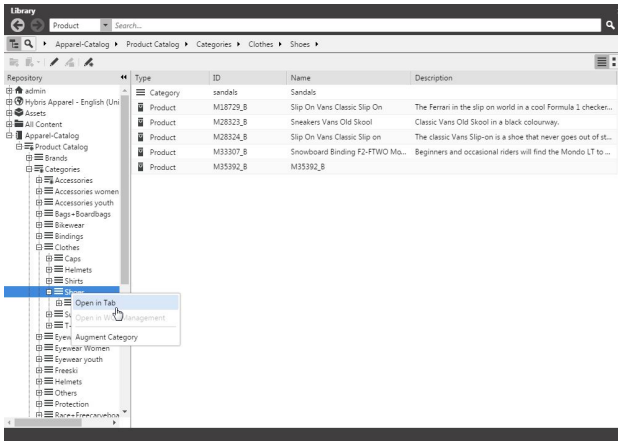 Library
Product Search...
Apparel-Catalog Product Catalog Categories Clothes Shoes
Repository
Type ID Name Description
admin
Hybris Apparel - English (Uni
Assets
All Content
Apparel-Catalog
Product Catalog
Brands
Categories
Accessories
Accessories women
Accessories youth
Bags+Boardbags
Bikewear
Bindings
Clothes
Caps
Helmets
Shirts
Shoes
Eyewear Women
Eyewear youth
Freeski
Helmets
Others
Protection
Race+Freecarveboa
Category sandals Sandals
Product M18729_B Slip On Vans Classic Slip On The Ferrari in the slip on world in a cool Formula 1 checker...
Product M28323_B Sneakers Vans Old Skool Classic Vans Old Skool in a black colourway.
Product M28324_B Slip On Vans Classic Slip on The classic Vans Slip-on is a shoe that never goes out of st...
Product M33307_B Snowboard Binding F2-FTWO Mo... Beginners and occasional riders will find the Mondo LT to ...
Product M35392_B M35392_B
Open in Tab
Open in Management
Augment Category